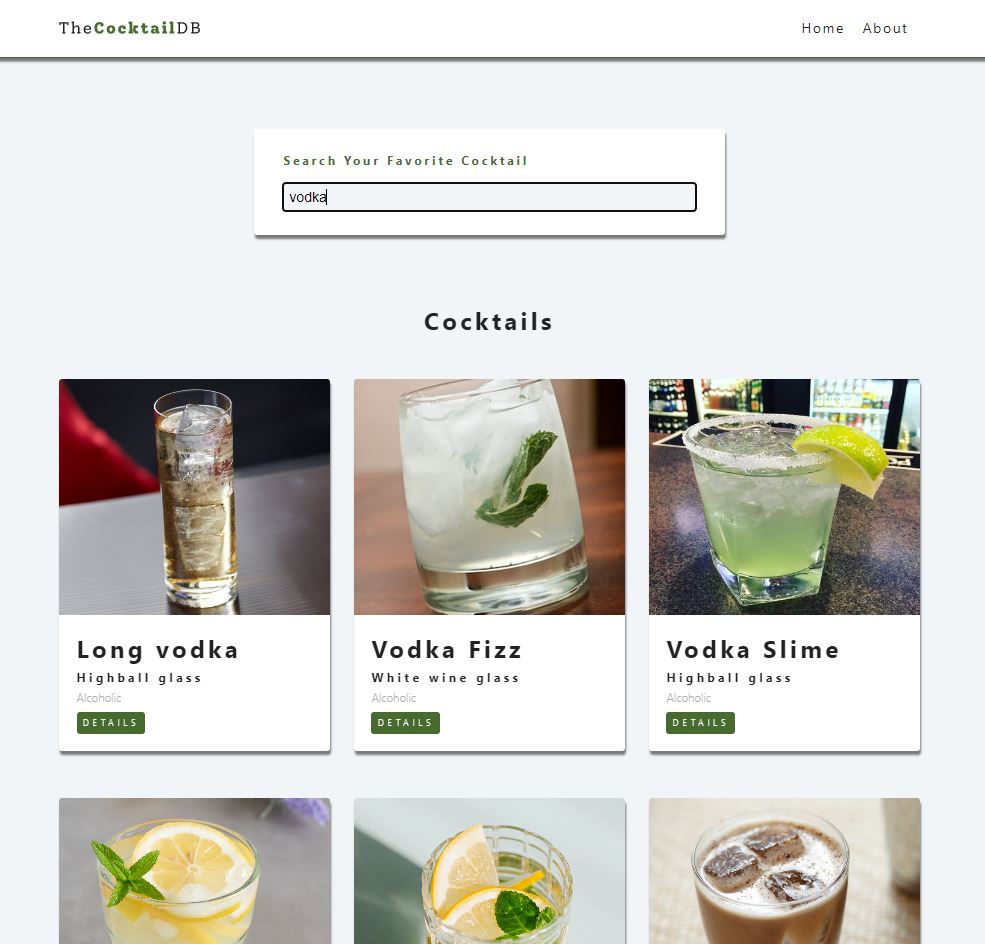 TheCocktailDB
Home About
Search Your Favorite Cocktail
vodka
Cocktails
Long vodka
Highball glass
Alcoholic
DETAILS
Vodka Fizz
White wine glass
Alcoholic
DETAILS
Vodka Slime
Highball glass
Alcoholic
DETAILS